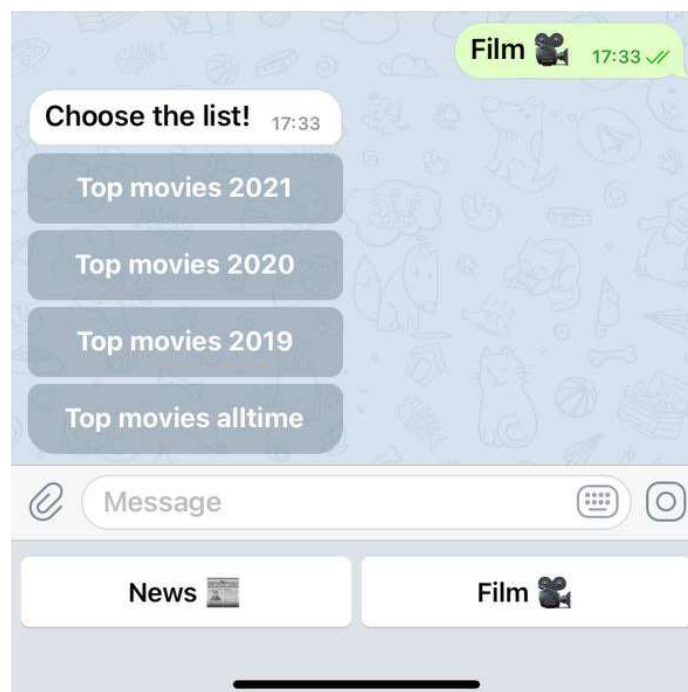 Film 🎥 17:33
Choose the list! 17:33
Top movies 2021
Top movies 2020
Top movies 2019
Top movies alltime
Message
News 📰 Film 🎥